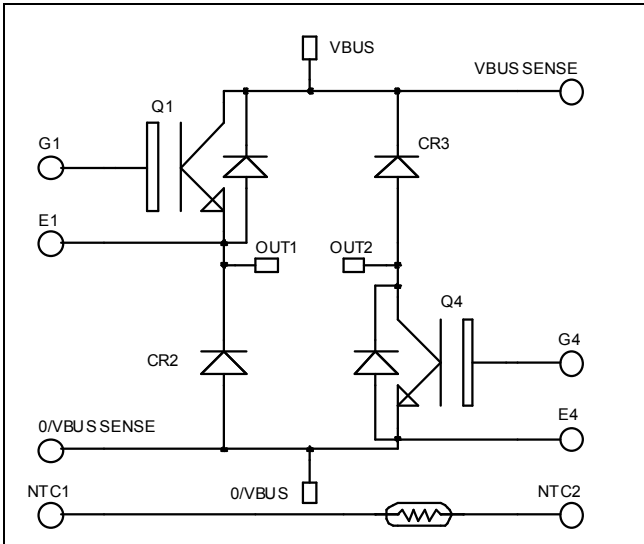 VBUS
VBUS SENSE
Q1
G1
CR3
E1
OUT1
OUT2
Q4
G4
CR2
E4
0/VBUS SENSE
NTC1
0/VBUS
NTC2